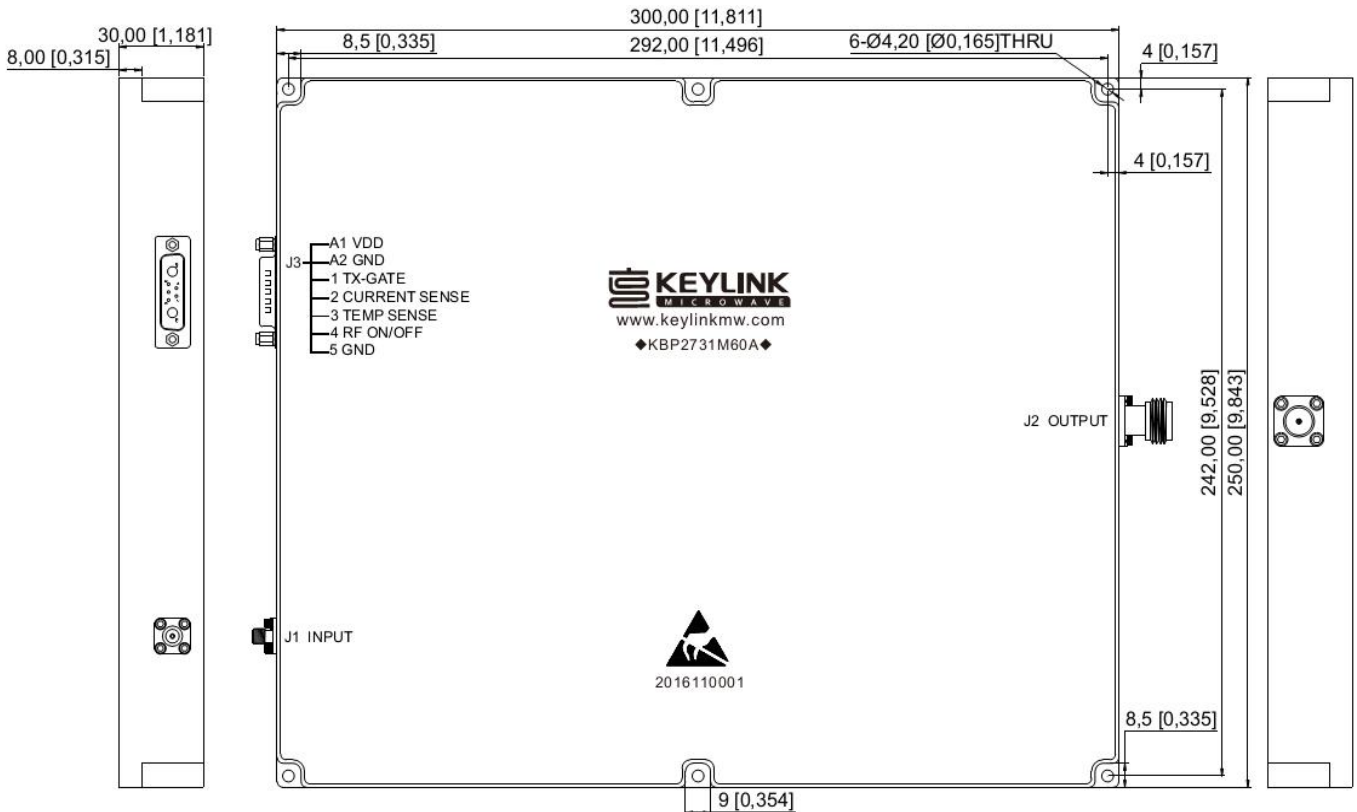 300,00 [11,811]
30,00 [1,181]
8,5 [0,335]
292,00 [11,496]
6-Ø4,20 [Ø0,165]THRU
4 [0,157]
8,00 [0,315]
4 [0,157]
J3
A1 VDD
A2 GND
1 TX-GATE
2 CURRENT SENSE
3 TEMP SENSE
4 RF ON/OFF
5 GND
KEYLINK
MICROWAVE
www.keylinkmw.com
◆KBP2731M60A◆
J2 OUTPUT
242,00 [9,528]
250,00 [9,843]
J1 INPUT
2016110001
8,5 [0,335]
9 [0,354]